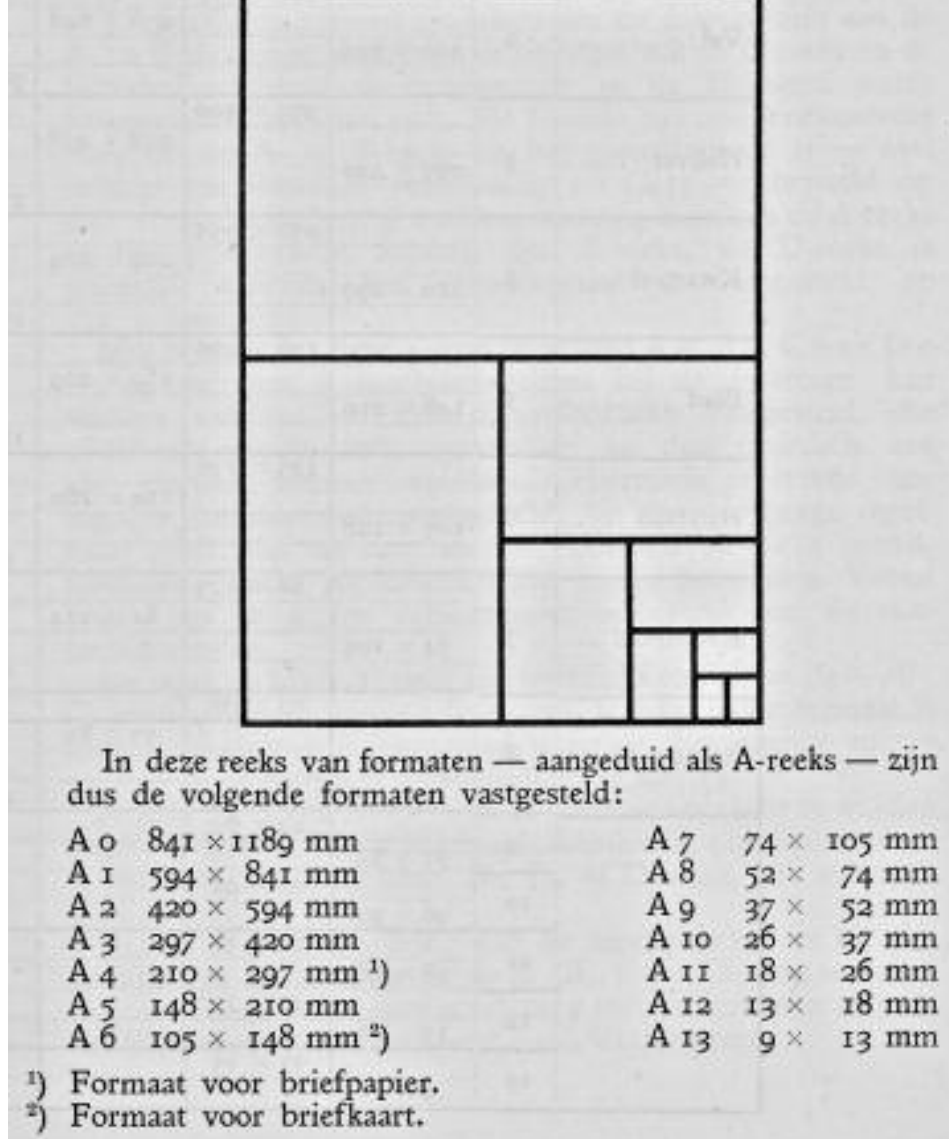 In deze reeks van formaten — aangeduid als A-reeks — zijn
dus de volgende formaten vastgesteld:
A 0 841 × 1189 mm
A 1 594 × 841 mm
A 2 420 × 594 mm
A 3 297 × 420 mm
A 4 210 × 297 mm ¹)
A 5 148 × 210 mm
A 6 105 × 148 mm ²)
A 7 74 × 105 mm
A 8 52 × 74 mm
A 9 37 × 52 mm
A 10 26 × 37 mm
A 11 18 × 26 mm
A 12 13 × 18 mm
A 13 9 × 13 mm
¹) Formaat voor briefpapier.
²) Formaat voor briefkaart.